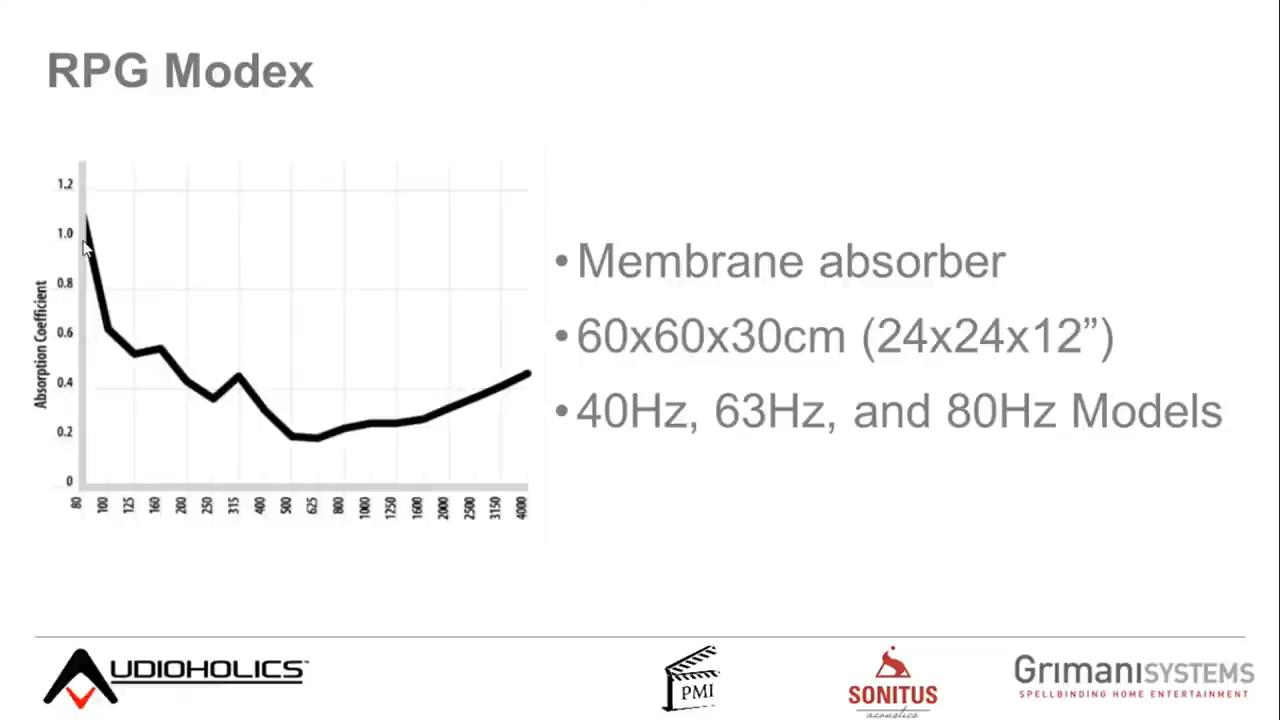 RPG Modex
Absorption Coefficient
1.2
1.0
0.8
0.6
0.4
0.2
0
80 100 125 160 200 250 315 400 500 625 800 1000 1250 1600 2000 2500 3150 4000
•Membrane absorber
•60x60x30cm (24x24x12”)
•40Hz, 63Hz, and 80Hz Models
AUDIOHOLICS™
PMI
SONITUS
acoustics
GrimaniSYSTEMS
SPELLBINDING HOME ENTERTAINMENT